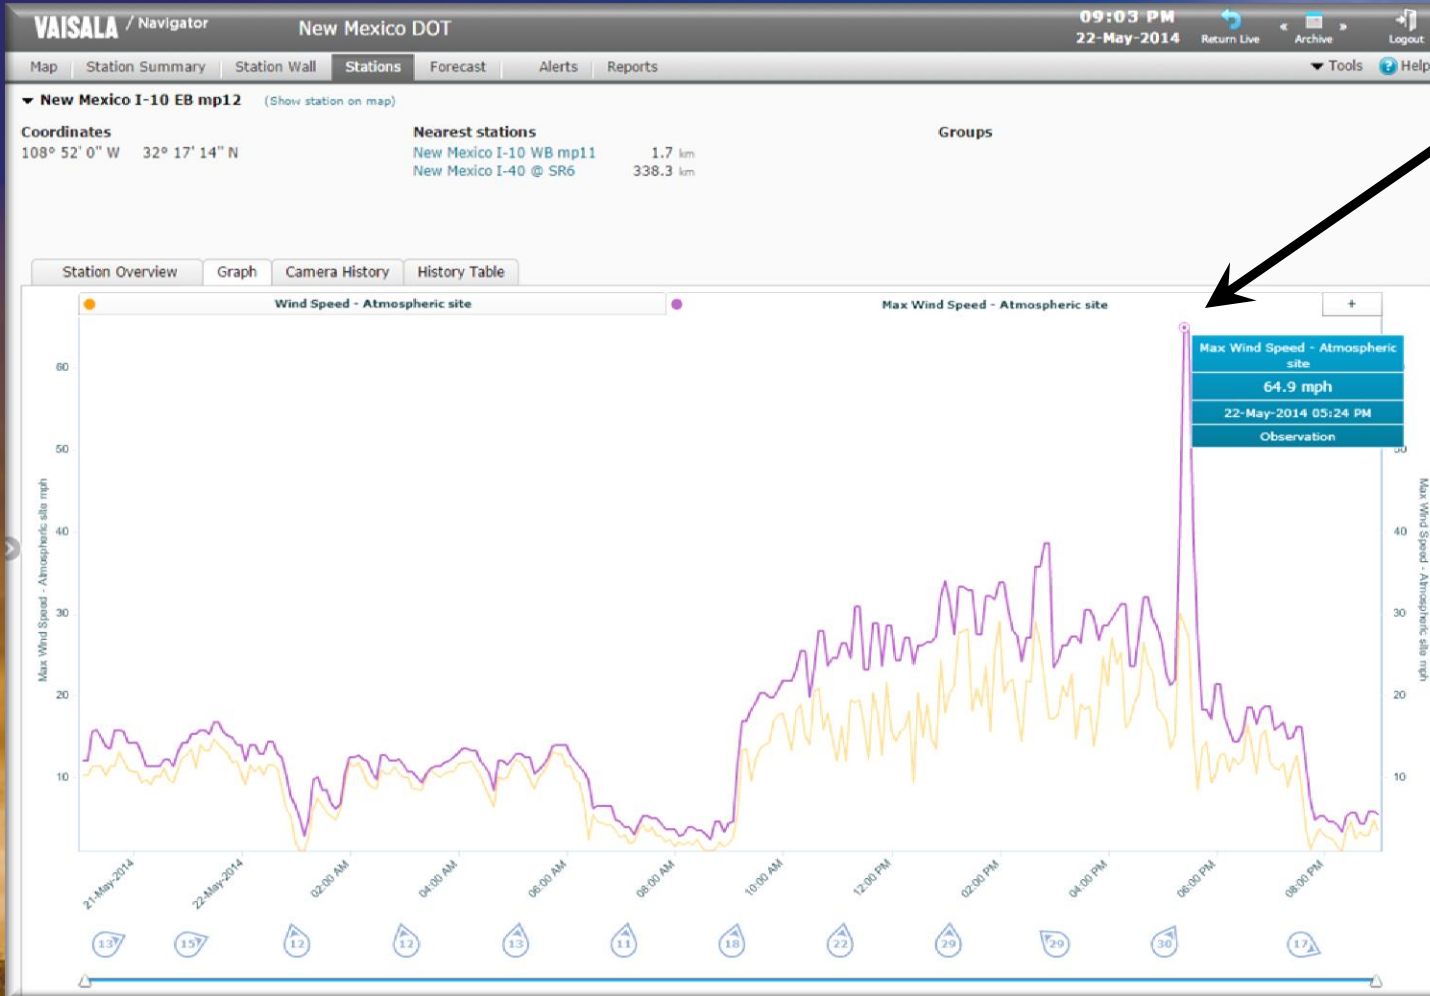 VAISALA / Navigator
New Mexico DOT
09:03 PM
22-May-2014
Return Live
« Archive »
Logout
Map Station Summary Station Wall Stations Forecast Alerts Reports
Tools ? Help
New Mexico I-10 EB mp12 (Show station on map)
Coordinates
108º 52' 0" W 32º 17' 14" N
Nearest stations
New Mexico I-10 WB mp11 1.7 km
New Mexico I-40 @ SR6 338.3 km
Groups
Station Overview Graph Camera History History Table
Wind Speed - Atmospheric site
Max Wind Speed - Atmospheric site
+
Max Wind Speed - Atmospheric
site
64.9 mph
22-May-2014 05:24 PM
Observation
Max Wind Speed - Atmospheric site mph
60
50
40
30
20
10
50
40
30
20
10
Max Wind Speed - Atmospheric site mph
21-May-2014 22-May-2014 02:00 AM 04:00 AM 06:00 AM 08:00 AM 10:00 AM 12:00 PM 02:00 PM 04:00 PM 06:00 PM 08:00 PM
13 15 12 12 13 11 18 22 29 29 30 17